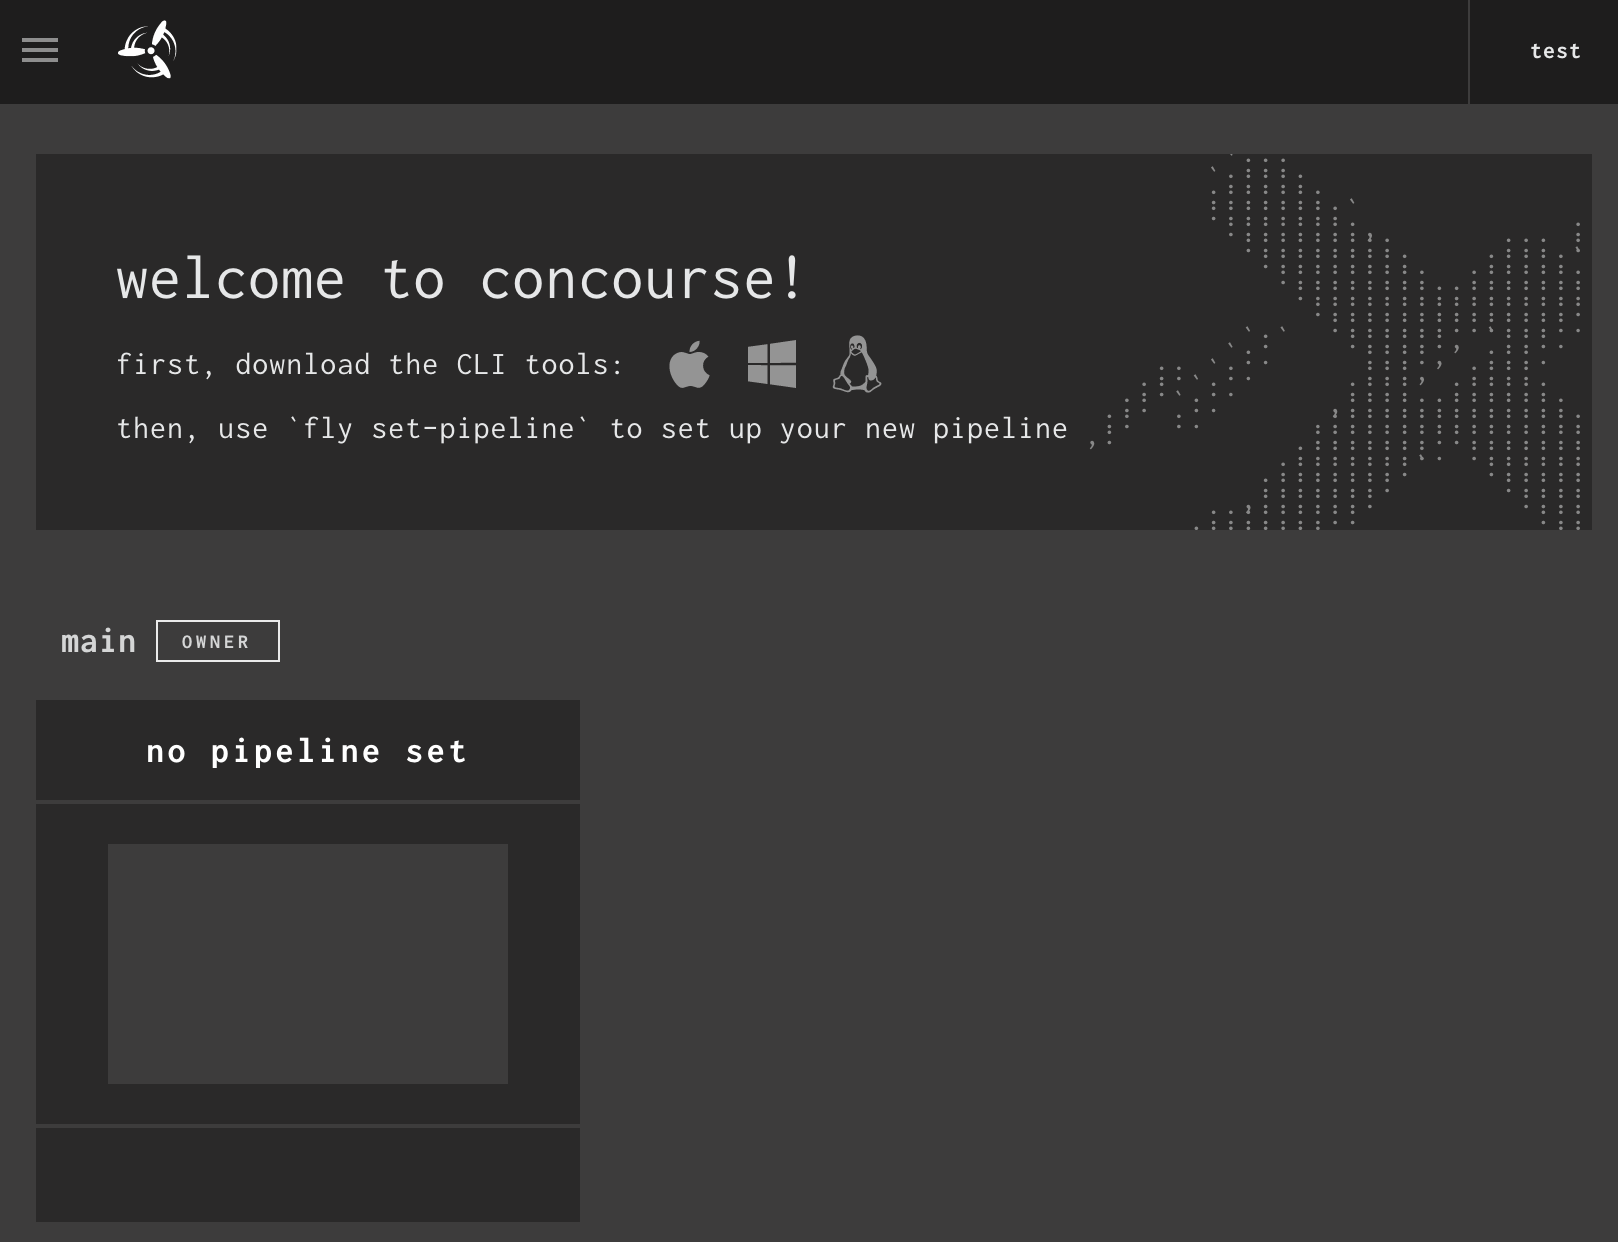 test
welcome to concourse!
first, download the CLI tools:
then, use `fly set-pipeline` to set up your new pipeline
main OWNER
no pipeline set